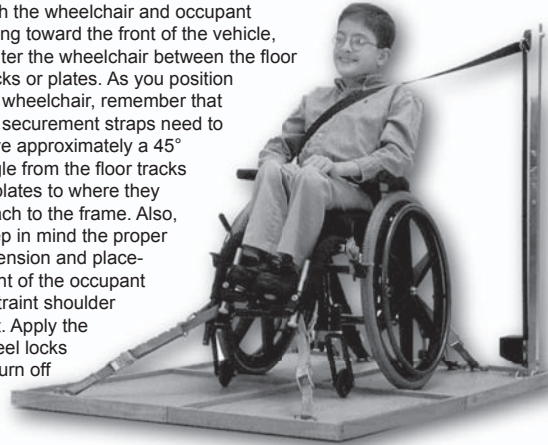 h the wheelchair and occupant
ing toward the front of the vehicle,
ter the wheelchair between the floor
cks or plates. As you position
wheelchair, remember that
securement straps need to
ve approximately a 45°
gle from the floor tracks
plates to where they
ach to the frame. Also,
ep in mind the proper
ension and place-
nt of the occupant
traint shoulder
t. Apply the
eel locks
urn off